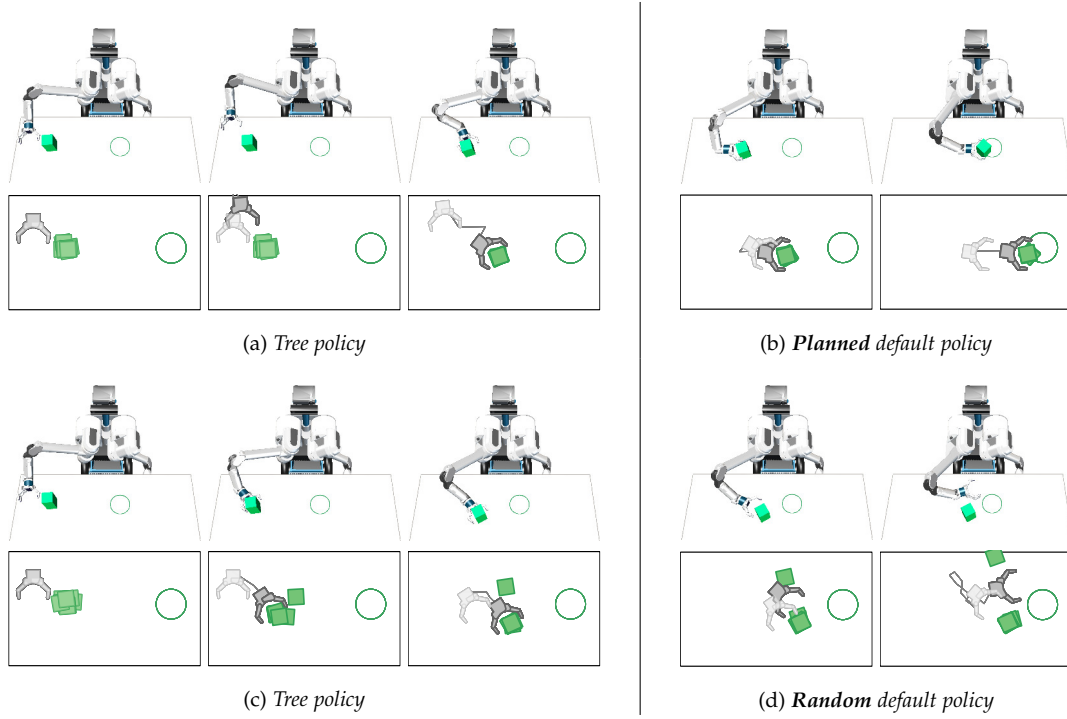 (a) Tree policy
(b) Planned default policy
(c) Tree policy
(d) Random default policy